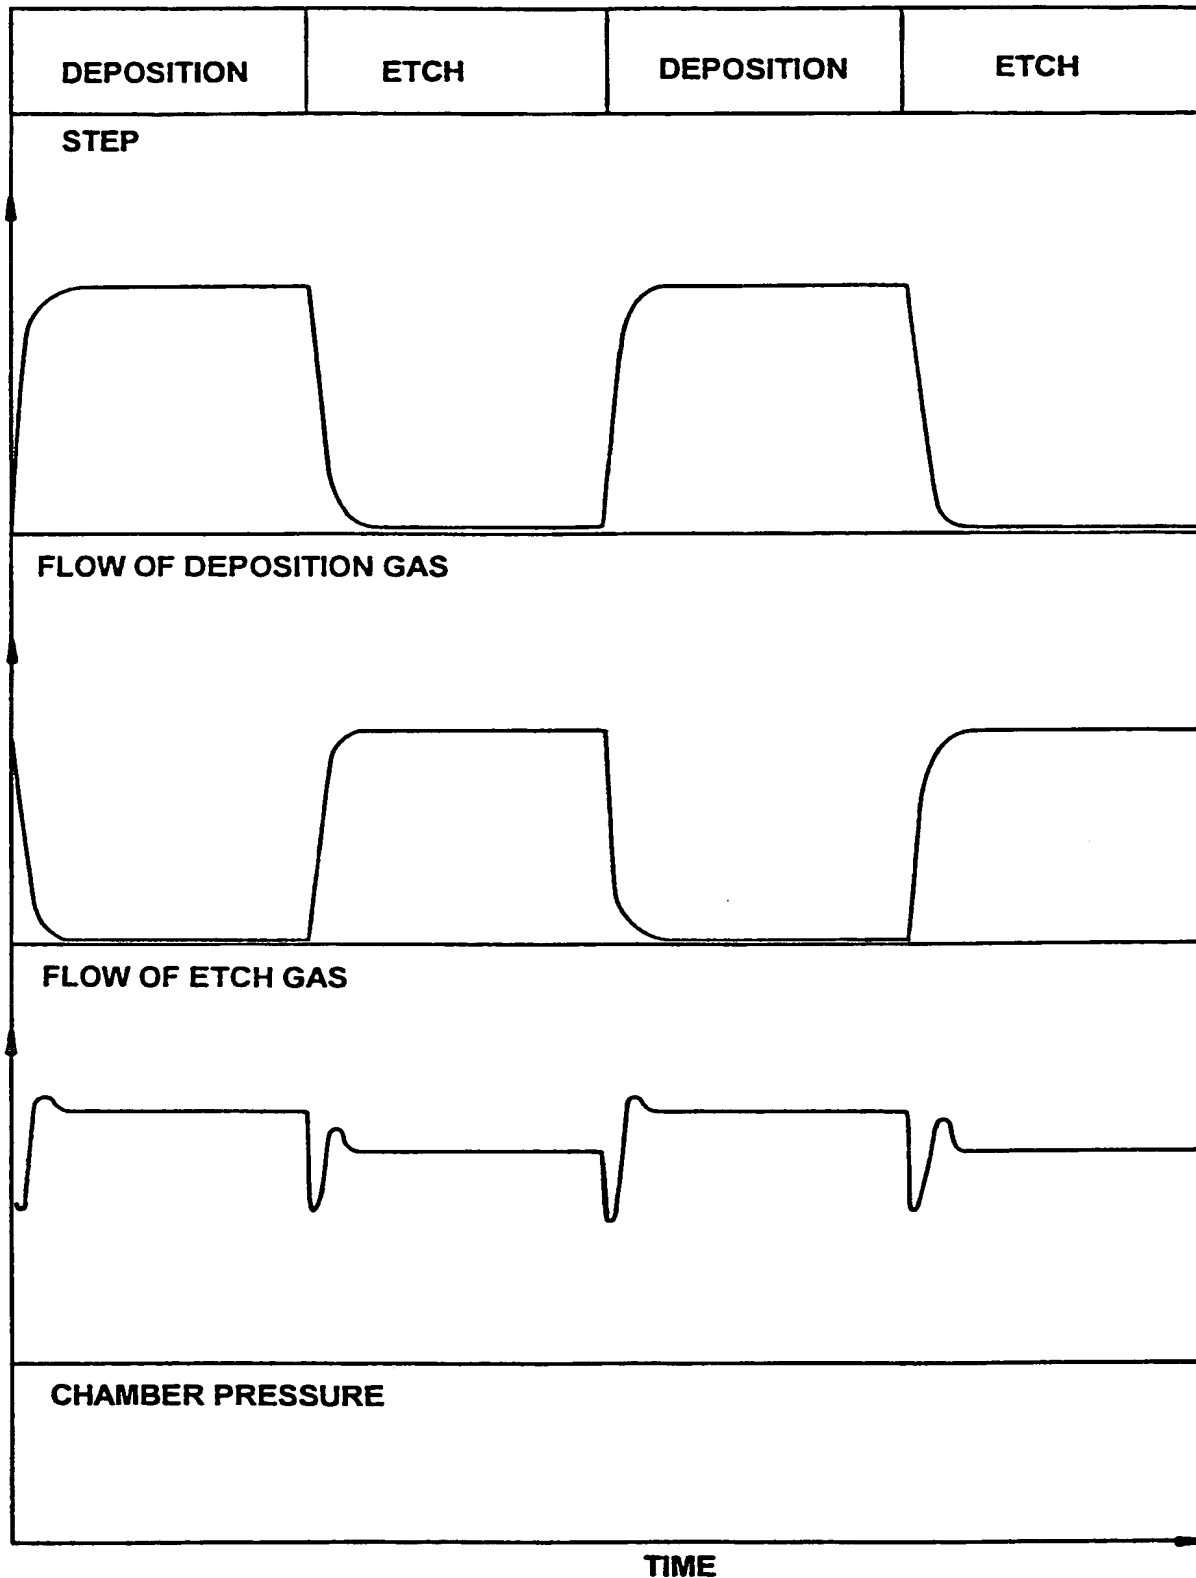 DEPOSITION ETCH DEPOSITION ETCH
STEP
FLOW OF DEPOSITION GAS
FLOW OF ETCH GAS
CHAMBER PRESSURE
TIME